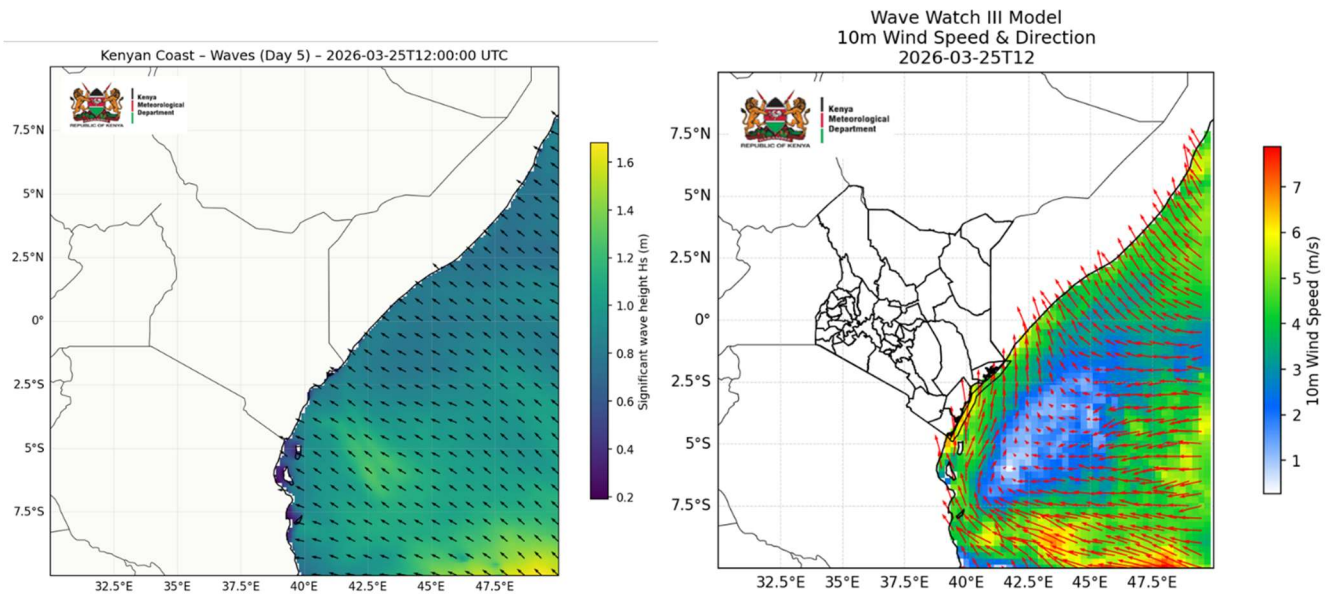 Kenyan Coast – Waves (Day 5) – 2026-03-25T12:00:00 UTC
Kenya
Meteorological
Department
REPUBLIC OF KENYA
7.5°N
5°N
2.5°N
0°
2.5°S
5°S
7.5°S
32.5°E 35°E 37.5°E 40°E 42.5°E 45°E 47.5°E
1.6
1.4
1.2
1.0
0.8
0.6
0.4
0.2
Significant wave height Hs (m)
Wave Watch III Model
10m Wind Speed & Direction
2026-03-25T12
Kenya
Meteorological
Department
REPUBLIC OF KENYA
7.5°N
5°N
2.5°N
0°
2.5°S
5°S
7.5°S
32.5°E 35°E 37.5°E 40°E 42.5°E 45°E 47.5°E
7
6
5
4
3
2
1
10m Wind Speed (m/s)